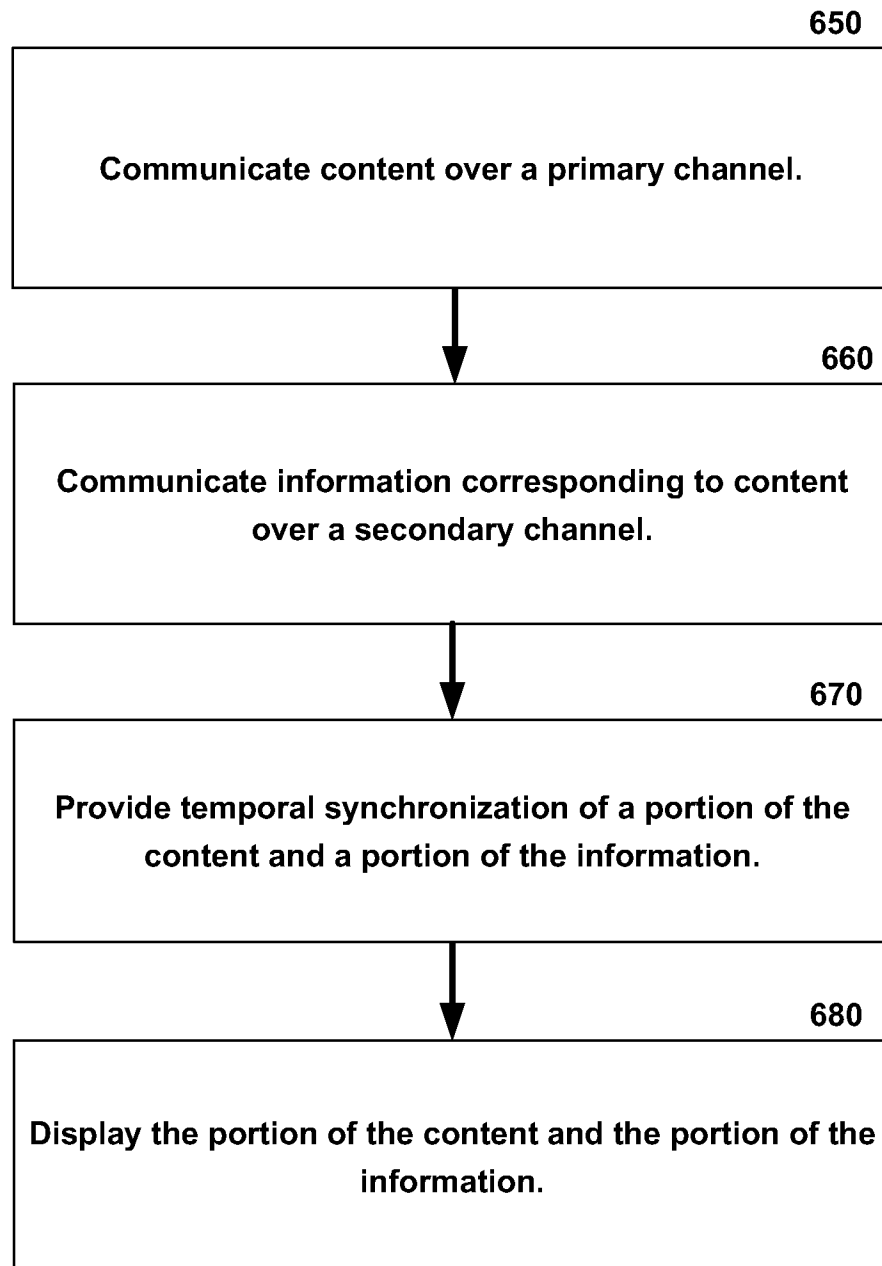 650
Communicate content over a primary channel.
660
Communicate information corresponding to content
over a secondary channel.
670
Provide temporal synchronization of a portion of the
content and a portion of the information.
680
Display the portion of the content and the portion of the
information.